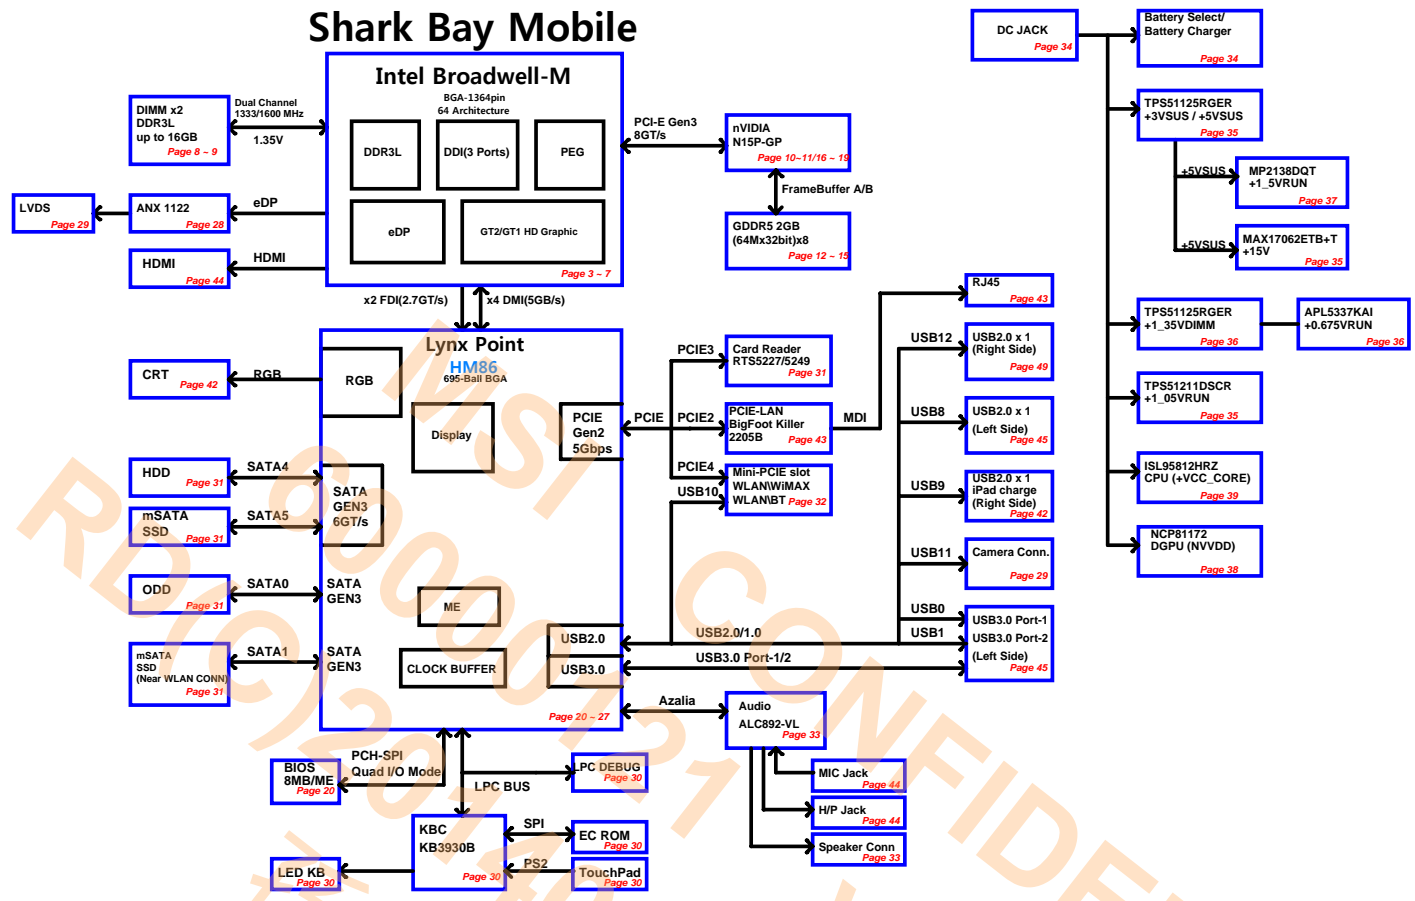 Shark Bay Mobile
Intel Broadwell-M
BGA-1364pin
64 Architecture
DDR3L
DDI(3 Ports)
PEG
eDP
GT2/GT1 HD Graphic
Page 3 ~ 7
DIMM x2
DDR3L
up to 16GB
Page 8 ~ 9
Dual Channel
1333/1600 MHz
1.35V
LVDS
Page 29
ANX 1122
Page 28
eDP
HDMI
Page 44
HDMI
PCI-E Gen3
8GT/s
nVIDIA
N15P-GP
Page 10~11/16 ~ 19
FrameBuffer A/B
GDDR5 2GB
(64Mx32bit)x8
Page 12 ~ 15
x2 FDI(2.7GT/s)
x4 DMI(5GB/s)
Lynx Point
HM86
695-Ball BGA
RGB
Display
PCIE
Gen2
5Gbps
SATA
GEN3
6GT/s
SATA
GEN3
SATA
GEN3
ME
CLOCK BUFFER
USB2.0
USB3.0
Page 20 ~ 27
CRT
Page 42
RGB
HDD
Page 31
SATA4
mSATA
SSD
Page 31
SATA5
ODD
Page 31
SATA0
mSATA
SSD
(Near WLAN CONN)
Page 31
SATA1
PCIE
PCIE3
Card Reader
RTS5227/5249
Page 31
PCIE2
PCIE-LAN
BigFoot Killer
2205B
Page 43
MDI
PCIE4
USB10
Mini-PCIE slot
WLAN\WiMAX
WLAN\BT
Page 32
RJ45
Page 43
USB12
USB2.0 x 1
(Right Side)
Page 49
USB8
USB2.0 x 1
(Left Side)
Page 45
USB9
USB2.0 x 1
iPad charge
(Right Side)
Page 42
USB11
Camera Conn.
Page 29
USB0
USB1
USB3.0 Port-1
USB3.0 Port-2
(Left Side)
Page 45
USB2.0/1.0
USB3.0 Port-1/2
Azalia
Audio
ALC892-VL
Page 33
MIC Jack
Page 44
H/P Jack
Page 44
Speaker Conn
Page 33
BIOS
8MB/ME
Page 20
PCH-SPI
Quad I/O Mode
LPC BUS
LPC DEBUG
Page 30
KBC
KB3930B
Page 30
SPI
EC ROM
Page 30
PS2
TouchPad
Page 30
LED KB
Page 30
DC JACK
Page 34
Battery Select/
Battery Charger
Page 34
TPS51125RGER
+3VSUS / +5VSUS
Page 35
+5VSUS
MP2138DQT
+1_5VRUN
Page 37
+5VSUS
MAX17062ETB+T
+15V
Page 35
TPS51125RGER
+1_35VDIMM
Page 36
APL5337KAI
+0.675VRUN
Page 36
TPS51211DSCR
+1_05VRUN
Page 35
ISL95812HRZ
CPU (+VCC_CORE)
Page 39
NCP81172
DGPU (NVVDD)
Page 38
MSI
60000121